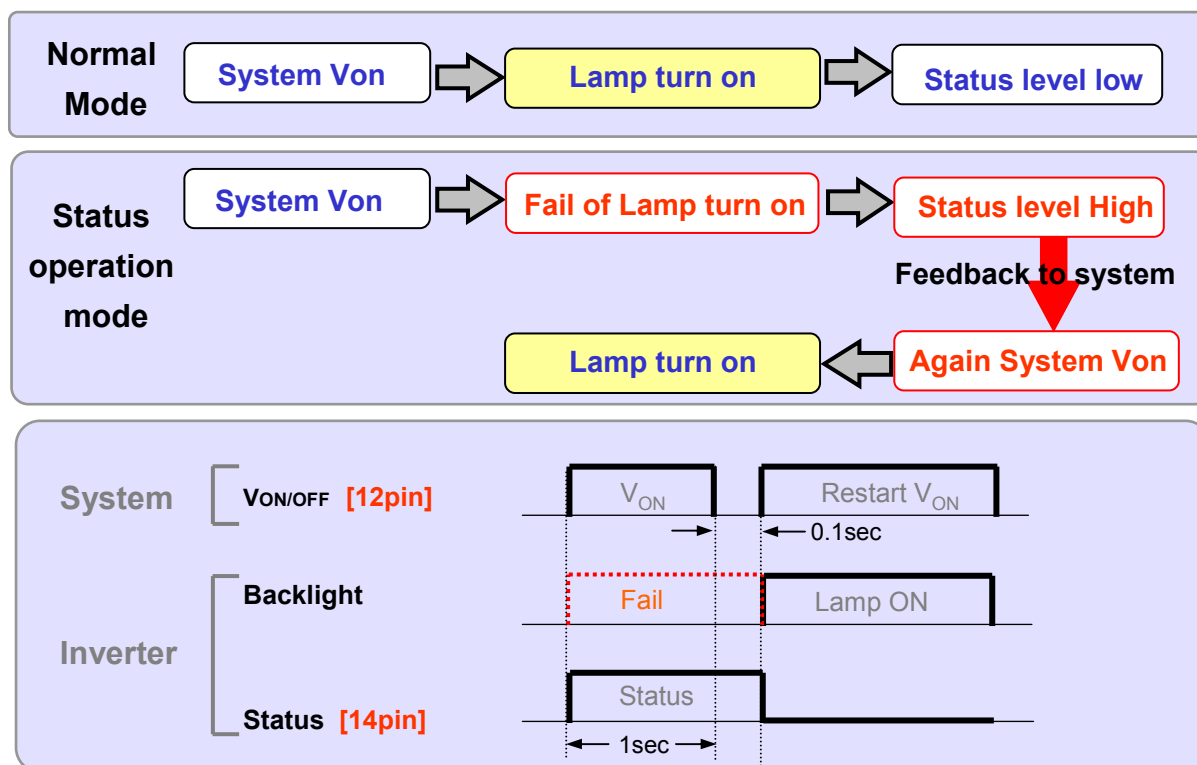 Normal
Mode
System Von
Lamp turn on
Status level low
Status
operation
mode
System Von
Fail of Lamp turn on
Status level High
Feedback to system
Lamp turn on
Again System Von
System
VON/OFF [12pin]
VON
Restart VON
0.1sec
Inverter
Backlight
Fail
Lamp ON
Status [14pin]
Status
1sec